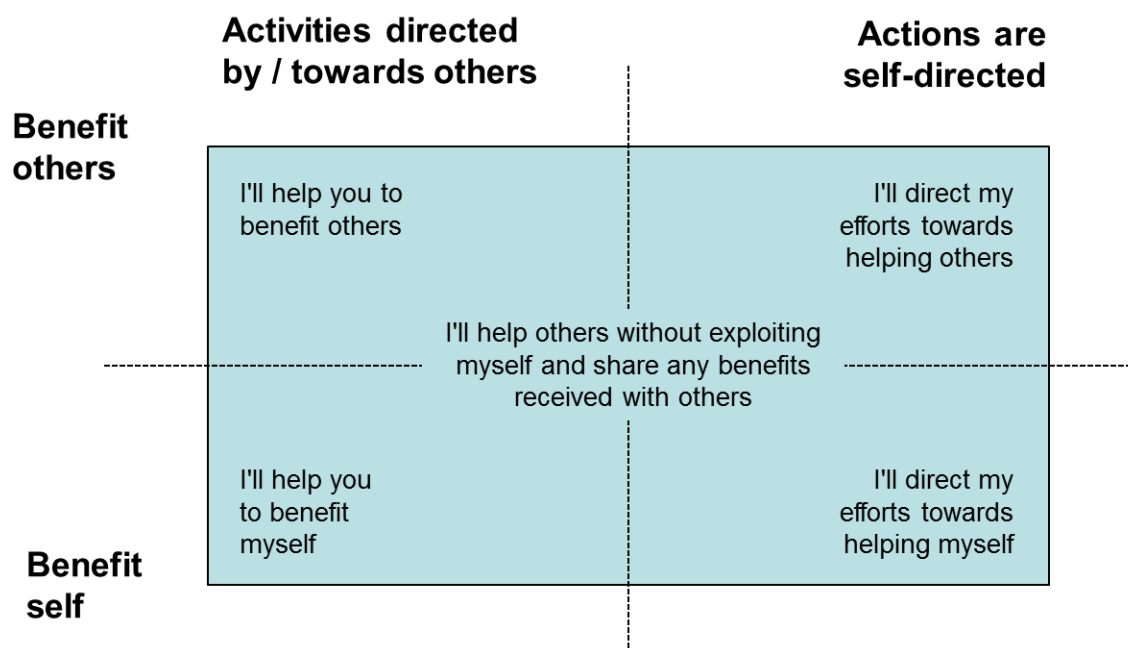 Activities directed
by / towards others
Actions are
self-directed
Benefit
others
I'll help you to
benefit others
I'll direct my
efforts towards
helping others
I'll help others without exploiting
myself and share any benefits
received with others
I'll help you
to benefit
myself
I'll direct my
efforts towards
helping myself
Benefit
self